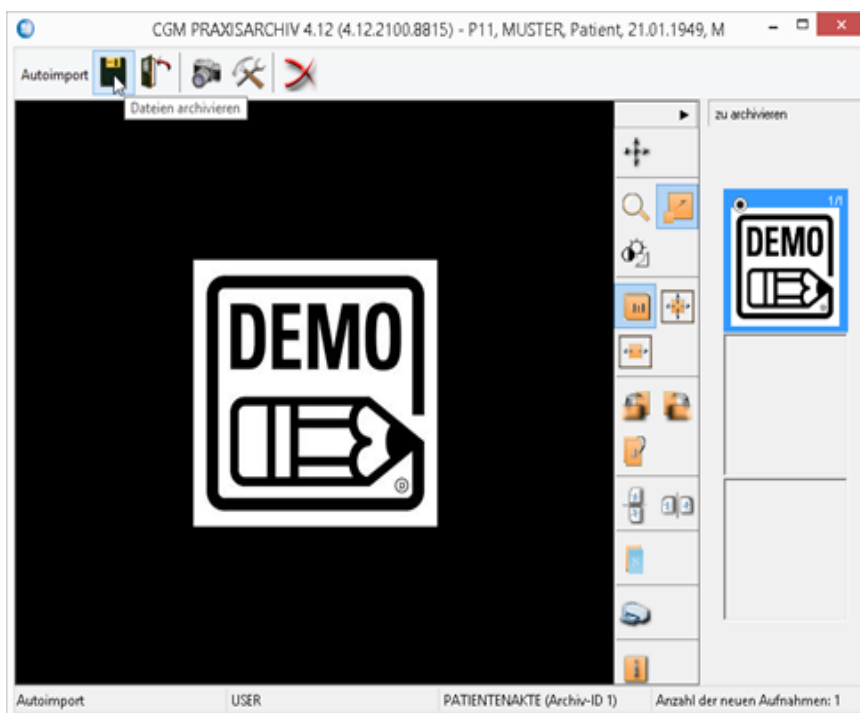 CGM PRAXISARCHIV 4.12 (4.12.2100.8815) - P11, MUSTER, Patient, 21.01.1949, M
Autoimport
Dateien archivieren
zu archivieren
1/1
DEMO
DEMO
Autoimport USER PATIENTENAKTE (Archiv-ID 1) Anzahl der neuen Aufnahmen: 1